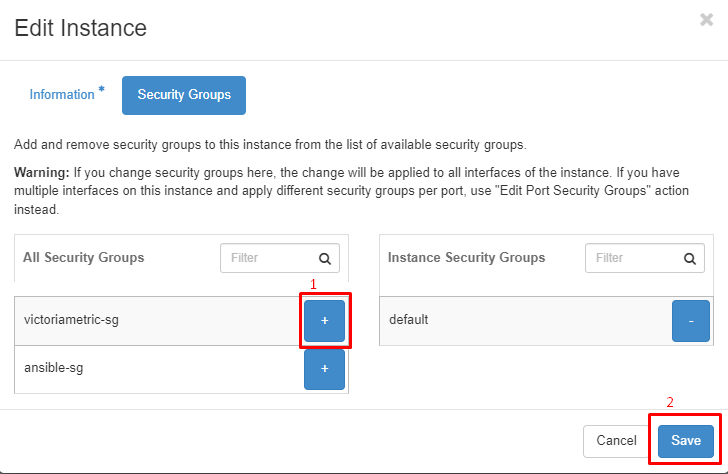 Edit Instance
×
Information *
Security Groups
Add and remove security groups to this instance from the list of available security groups.
Warning: If you change security groups here, the change will be applied to all interfaces of the instance. If you have
multiple interfaces on this instance and apply different security groups per port, use "Edit Port Security Groups" action
instead.
All Security Groups
Filter
1
victoriametric-sg
+
ansible-sg
+
Instance Security Groups
Filter
default
-
2
Cancel
Save